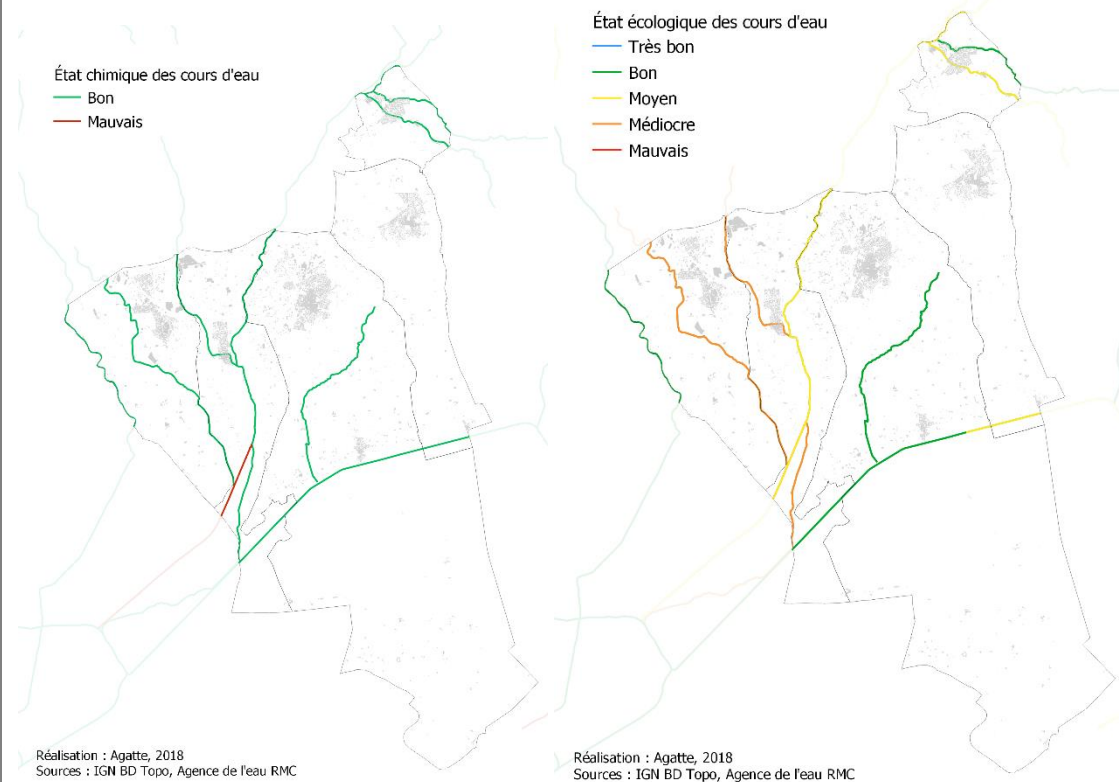 État chimique des cours d'eau
Bon
Mauvais
Réalisation : Agatte, 2018
Sources : IGN BD Topo, Agence de l'eau RMC
État écologique des cours d'eau
Très bon
Bon
Moyen
Médiocre
Mauvais
Réalisation : Agatte, 2018
Sources : IGN BD Topo, Agence de l'eau RMC